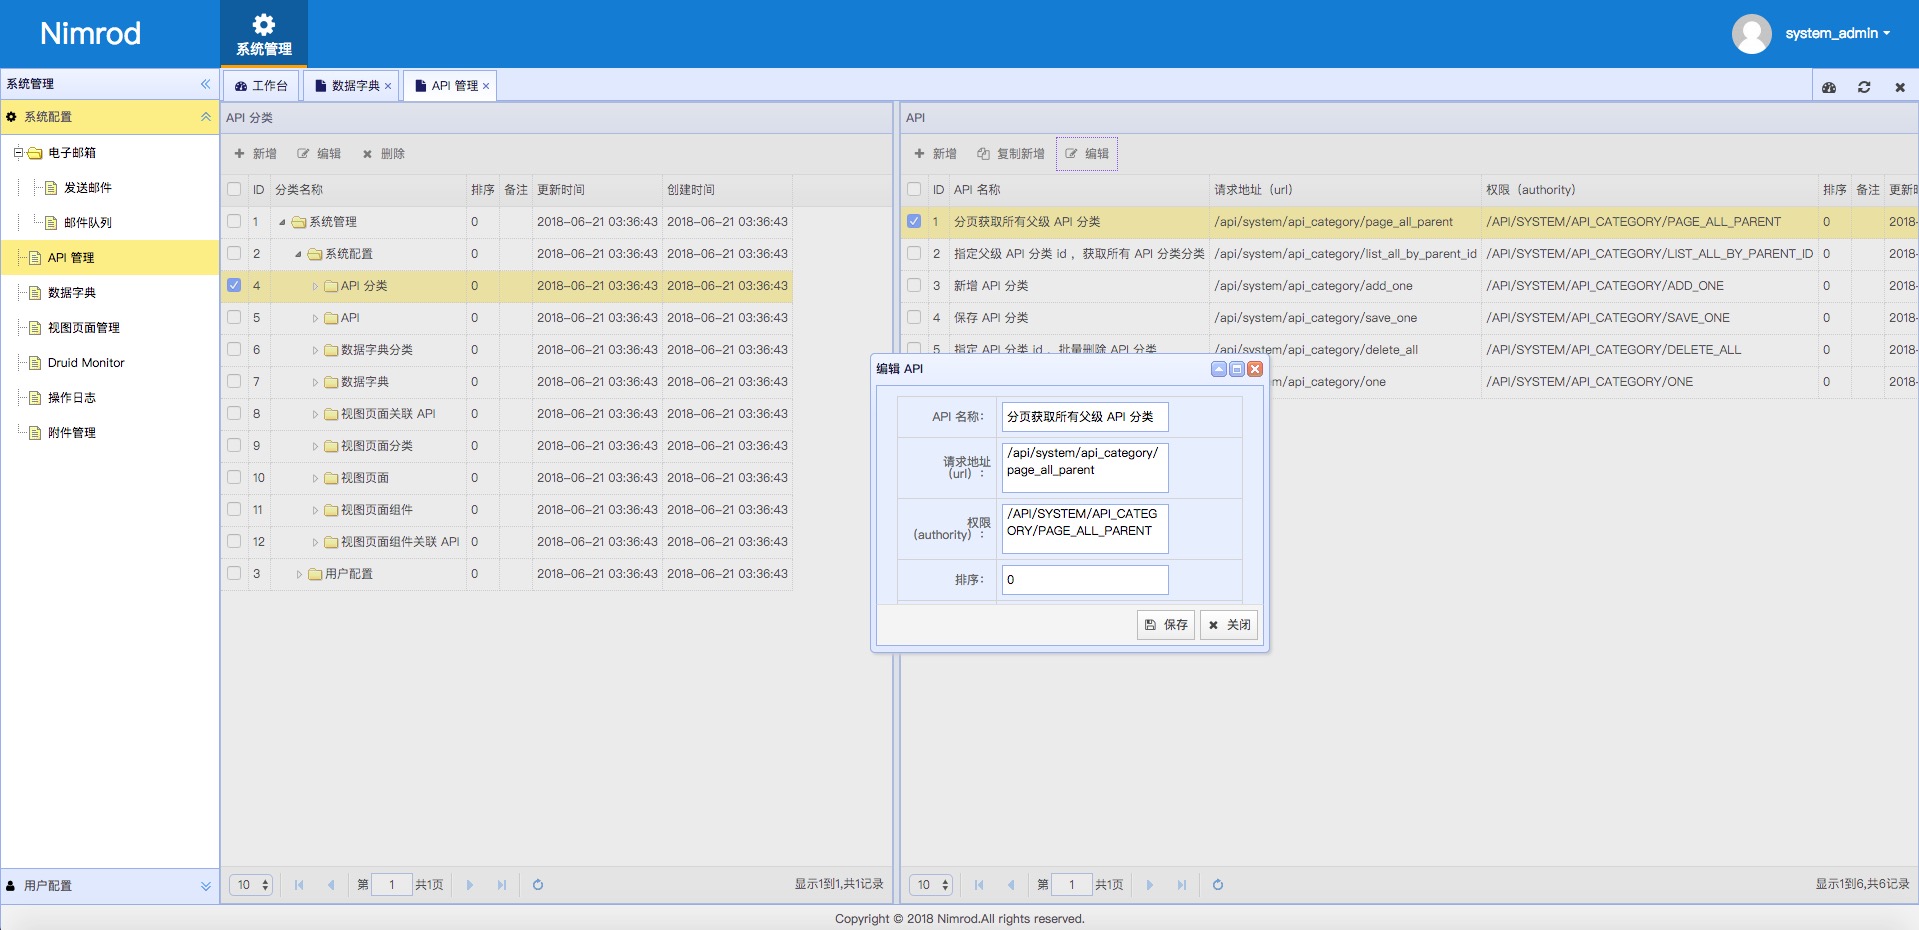 Nimrod
系统管理
system_admin
系统管理
工作台
数据字典
API 管理
系统配置
电子邮箱
发送邮件
邮件队列
API 管理
数据字典
视图页面管理
Druid Monitor
操作日志
附件管理
用户配置
API 分类
新增 编辑 删除
ID 分类名称 排序 备注 更新时间 创建时间
1 系统管理 0 2018-06-21 03:36:43 2018-06-21 03:36:43
2 系统配置 0 2018-06-21 03:36:43 2018-06-21 03:36:43
4 API 分类 0 2018-06-21 03:36:43 2018-06-21 03:36:43
5 API 0 2018-06-21 03:36:43 2018-06-21 03:36:43
6 数据字典分类 0 2018-06-21 03:36:43 2018-06-21 03:36:43
7 数据字典 0 2018-06-21 03:36:43 2018-06-21 03:36:43
8 视图页面关联 API 0 2018-06-21 03:36:43 2018-06-21 03:36:43
9 视图页面分类 0 2018-06-21 03:36:43 2018-06-21 03:36:43
10 视图页面 0 2018-06-21 03:36:43 2018-06-21 03:36:43
11 视图页面组件 0 2018-06-21 03:36:43 2018-06-21 03:36:43
12 视图页面组件关联 API 0 2018-06-21 03:36:43 2018-06-21 03:36:43
3 用户配置 0 2018-06-21 03:36:43 2018-06-21 03:36:43
10 第 1 共1页 显示1到1,共1记录
API
新增 复制新增 编辑
ID API 名称 请求地址（url） 权限（authority） 排序 备注 更新时
1 分页获取所有父级 API 分类 /api/system/api_category/page_all_parent /API/SYSTEM/API_CATEGORY/PAGE_ALL_PARENT 0 2018-
2 指定父级 API 分类 id ，获取所有 API 分类分类 /api/system/api_category/list_all_by_parent_id /API/SYSTEM/API_CATEGORY/LIST_ALL_BY_PARENT_ID 0 2018-
3 新增 API 分类 /api/system/api_category/add_one /API/SYSTEM/API_CATEGORY/ADD_ONE 0 2018-
4 保存 API 分类 /api/system/api_category/save_one /API/SYSTEM/API_CATEGORY/SAVE_ONE 0 2018-
5 指定 API 分类 id ，批量删除 API 分类 /api/system/api_category/delete_all /API/SYSTEM/API_CATEGORY/DELETE_ALL 0 2018-
m/api_category/one /API/SYSTEM/API_CATEGORY/ONE 0 2018-
编辑 API
API 名称： 分页获取所有父级 API 分类
请求地址（url）： /api/system/api_category/
page_all_parent
权限（authority）： /API/SYSTEM/API_CATEG
ORY/PAGE_ALL_PARENT
排序： 0
保存 关闭
10 第 1 共1页 显示1到6,共6记录
Copyright © 2018 Nimrod.All rights reserved.